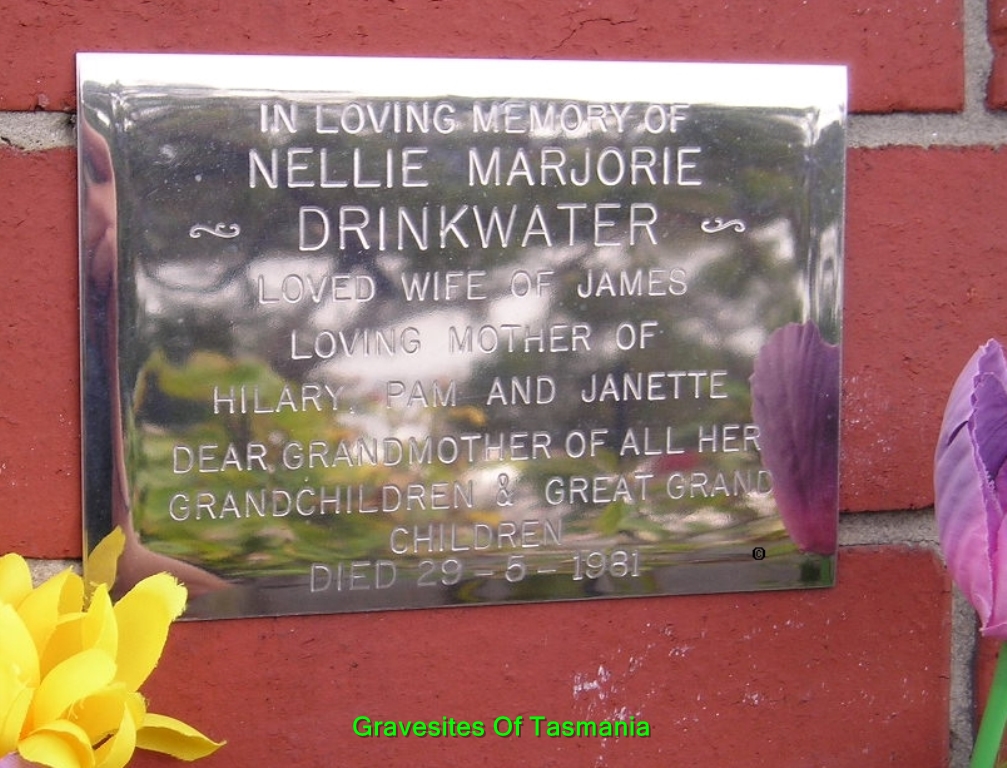 IN LOVING MEMORY OF
NELLIE MARJORIE
~ DRINKWATER ~
LOVED WIFE OF JAMES
LOVING MOTHER OF
HILARY, PAM AND JANETTE
DEAR GRANDMOTHER OF ALL HER
GRANDCHILDREN & GREAT GRAND
CHILDREN
DIED 29 - 5 - 1981
©
Gravesites Of Tasmania